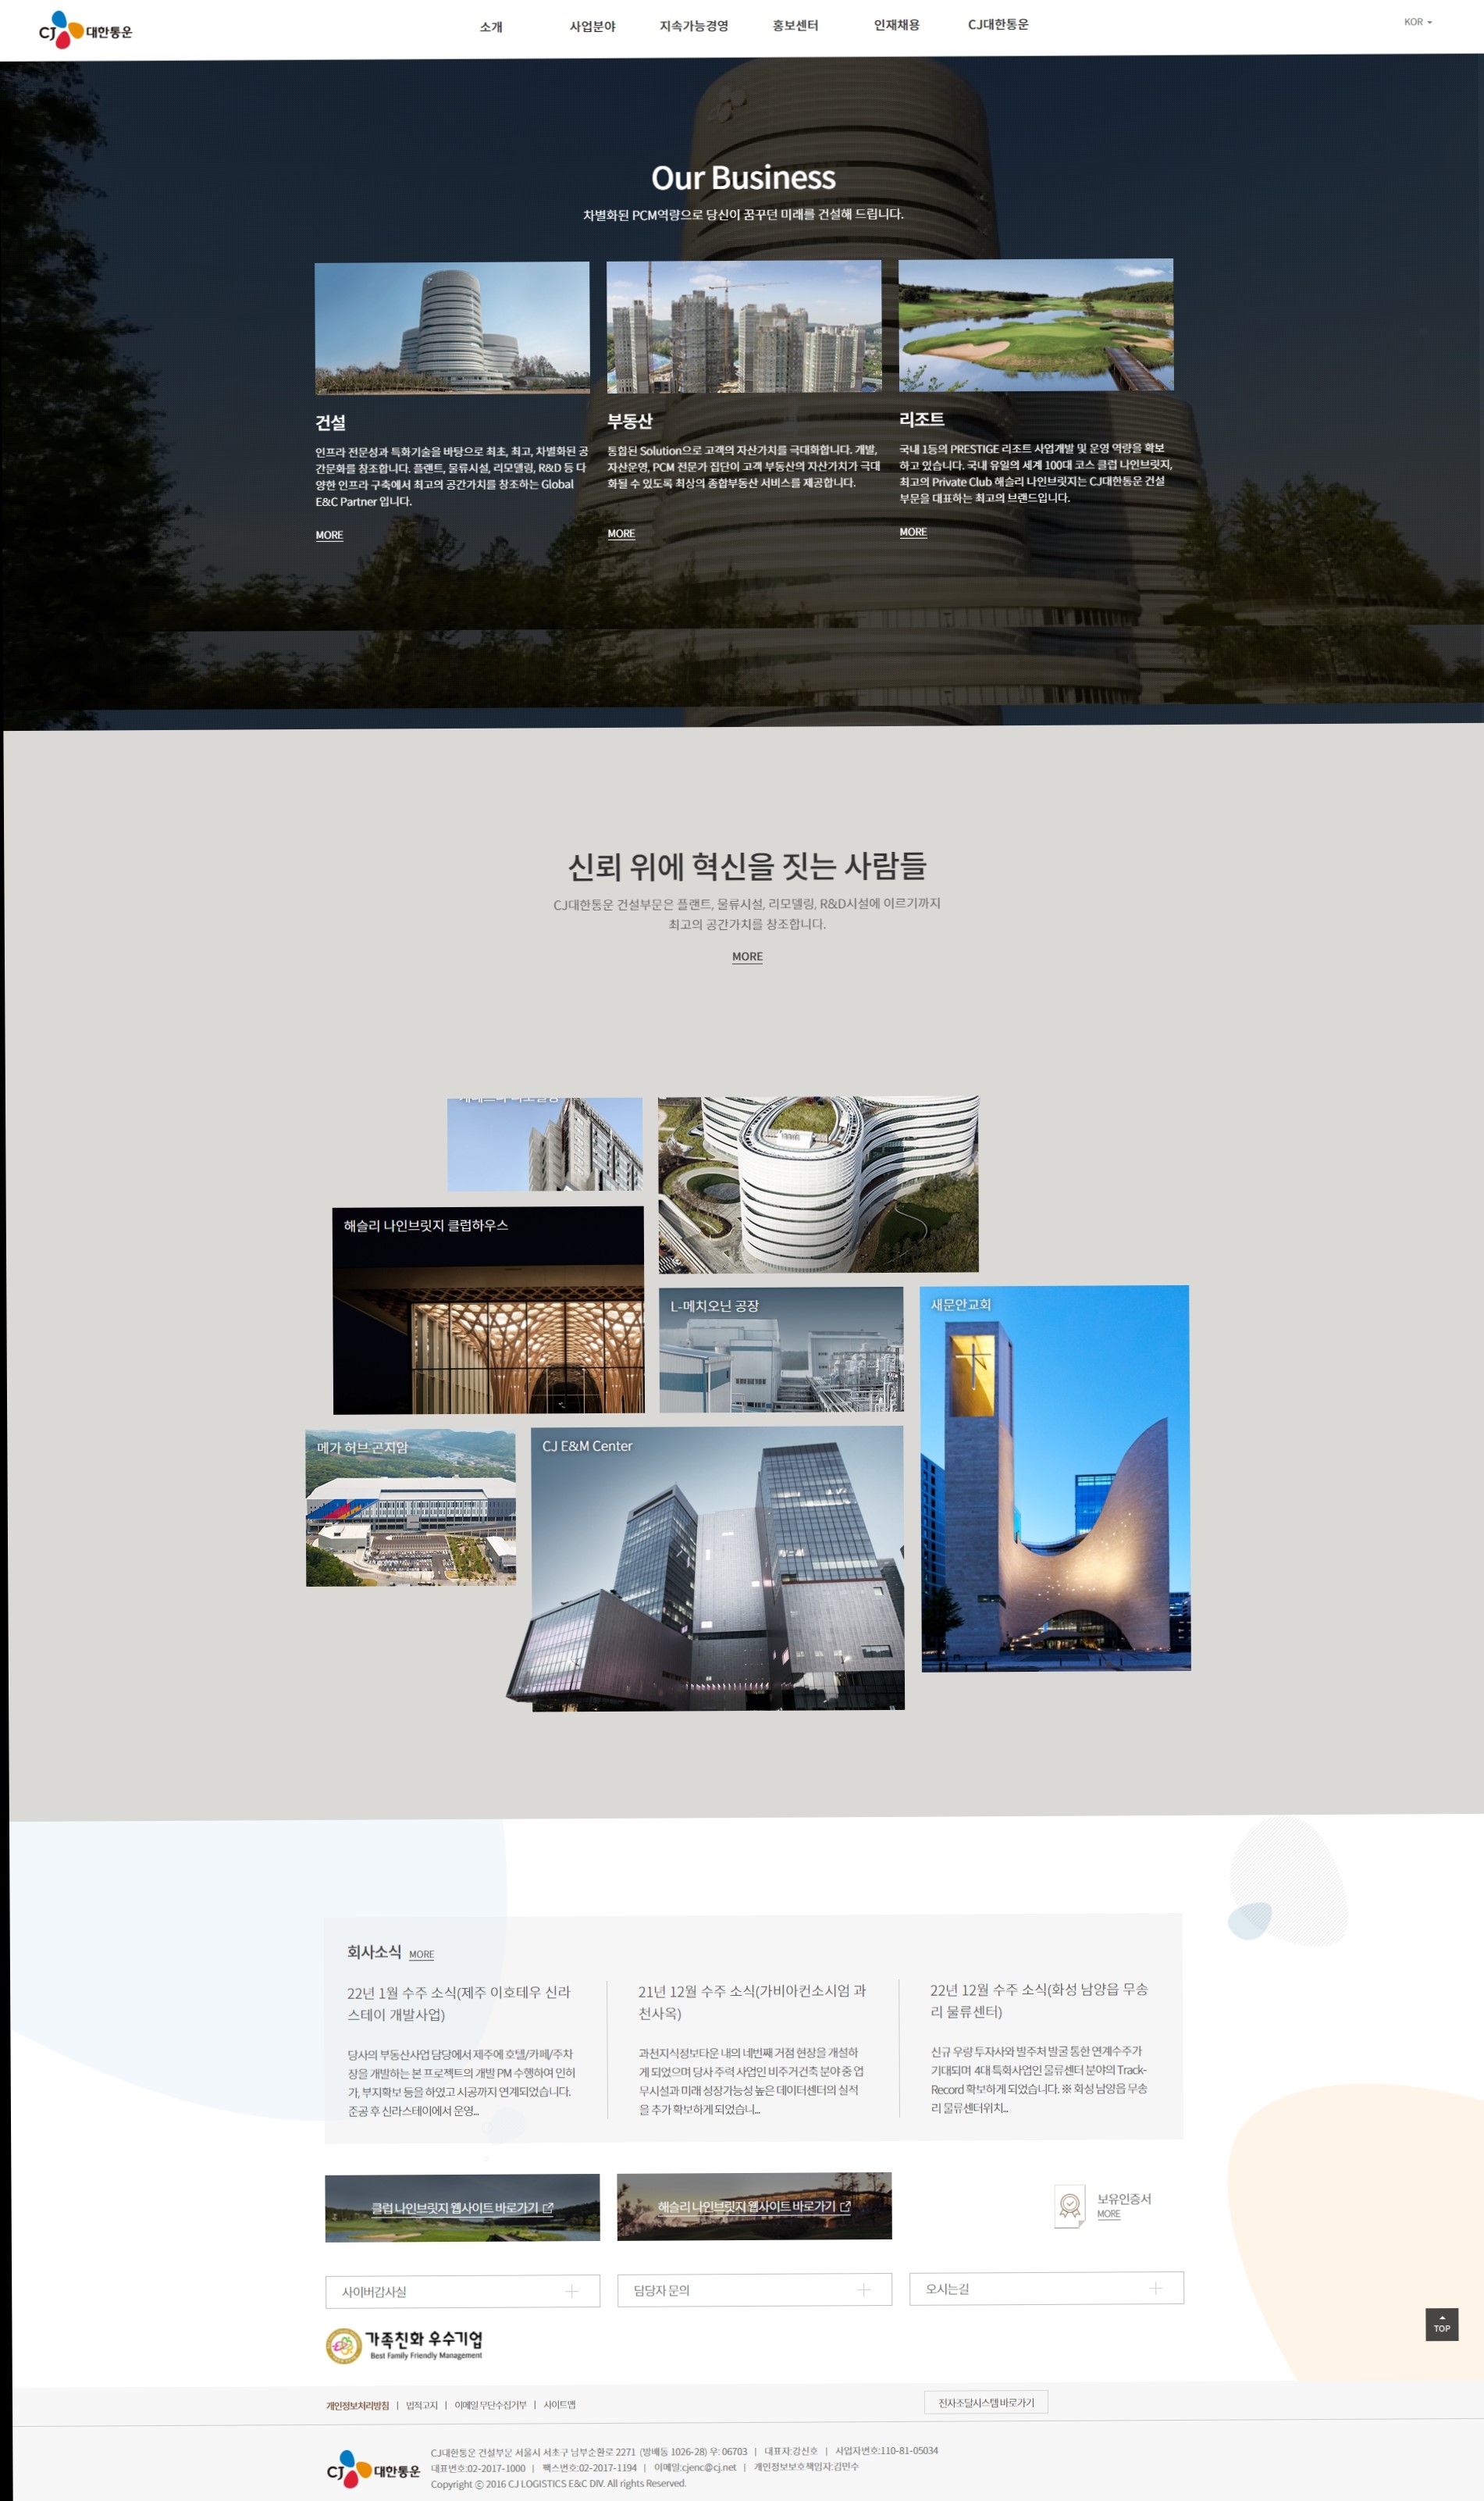 CJ 대한통운
소개 사업분야 지속가능경영 홍보센터 인재채용 CJ대한통운
KOR
Our Business
차별화된 PCM역량으로 당신이 꿈꾸던 미래를 건설해 드립니다.
건설
인프라 전문성과 특화기술을 바탕으로 최초, 최고, 차별화된 공
간문화를 창조합니다. 플랜트, 물류시설, 리모델링, R&D 등 다
양한 인프라 구축에서 최고의 공간가치를 창조하는 Global
E&C Partner 입니다.
MORE
부동산
통합된 Solution으로 고객의 자산가치를 극대화합니다. 개발,
자산운영, PCM 전문가 집단이 고객 부동산의 자산가치가 극대
화될 수 있도록 최상의 종합부동산 서비스를 제공합니다.
MORE
리조트
국내 1등의 PRESTIGE 리조트 사업개발 및 운영 역량을 확보
하고 있습니다. 국내 유일의 세계 100대 코스 클럽 나인브릿지,
최고의 Private Club 해슬리 나인브릿지는 CJ대한통운 건설
부문을 대표하는 최고의 브랜드입니다.
MORE
신뢰 위에 혁신을 짓는 사람들
CJ대한통운 건설부문은 플랜트, 물류시설, 리모델링, R&D시설에 이르기까지
최고의 공간가치를 창조합니다.
MORE
해슬리 나인브릿지 클럽하우스
L-메치오닌 공장
새문안교회
메가 허브 곤지암
CJ E&M Center
회사소식 MORE
22년 1월 수주 소식(제주 이호테우 신라
스테이 개발사업)
당사의 부동산사업 담당에서 제주에 호텔/카페/주차
장을 개발하는 본 프로젝트의 개발 PM 수행하여 인허
가, 부지확보 등을 하였고 시공까지 연계되었습니다.
준공 후 신라스테이에서 운영...
21년 12월 수주 소식(가비아컨소시엄 과
천사옥)
과천지식정보타운 내의 네번째 거점 현장을 개설하
게 되었으며 당사 주력 사업인 비주거건축 분야 중 업
무시설과 미래 성장가능성 높은 데이터센터의 실적
을 추가 확보하게 되었습니...
22년 12월 수주 소식(화성 남양읍 무송
리 물류센터)
신규 우량 투자사와 발주처 발굴 통한 연계수주가
기대되며 4대 특화사업인 물류센터 분야의 Track-
Record 확보하게 되었습니다. ※ 화성 남양읍 무송
리 물류센터위치...
클럽 나인브릿지 웹사이트 바로가기
해슬리 나인브릿지 웹사이트 바로가기
보유인증서
MORE
사이버감사실
담당자 문의
오시는길
가족친화 우수기업
Best Family Friendly Management
TOP
개인정보처리방침 | 법적고지 | 이메일 무단수집거부 | 사이트맵
전자조달시스템 바로가기
CJ 대한통운
CJ대한통운 건설부문 서울시 서초구 남부순환로 2271 (방배동 1026-28) 우: 06703 | 대표자:강신호 | 사업자번호:110-81-05034
대표번호:02-2017-1000 | 팩스번호:02-2017-1194 | 이메일:cjenc@cj.net | 개인정보보호책임자:김민수
Copyright ⓒ 2016 CJ LOGISTICS E&C DIV. All rights Reserved.